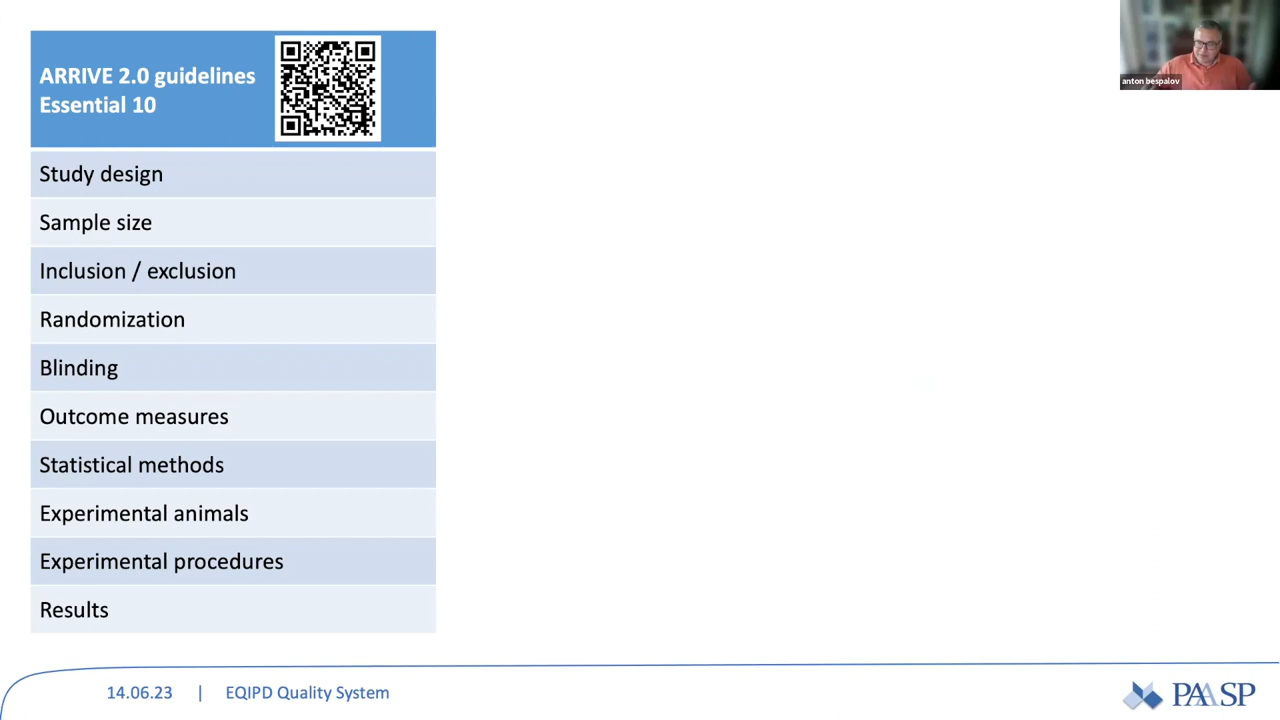 ARRIVE 2.0 guidelines
Essential 10
Study design
Sample size
Inclusion / exclusion
Randomization
Blinding
Outcome measures
Statistical methods
Experimental animals
Experimental procedures
Results
anton bespalov
14.06.23 | EQIPD Quality System
PAASP